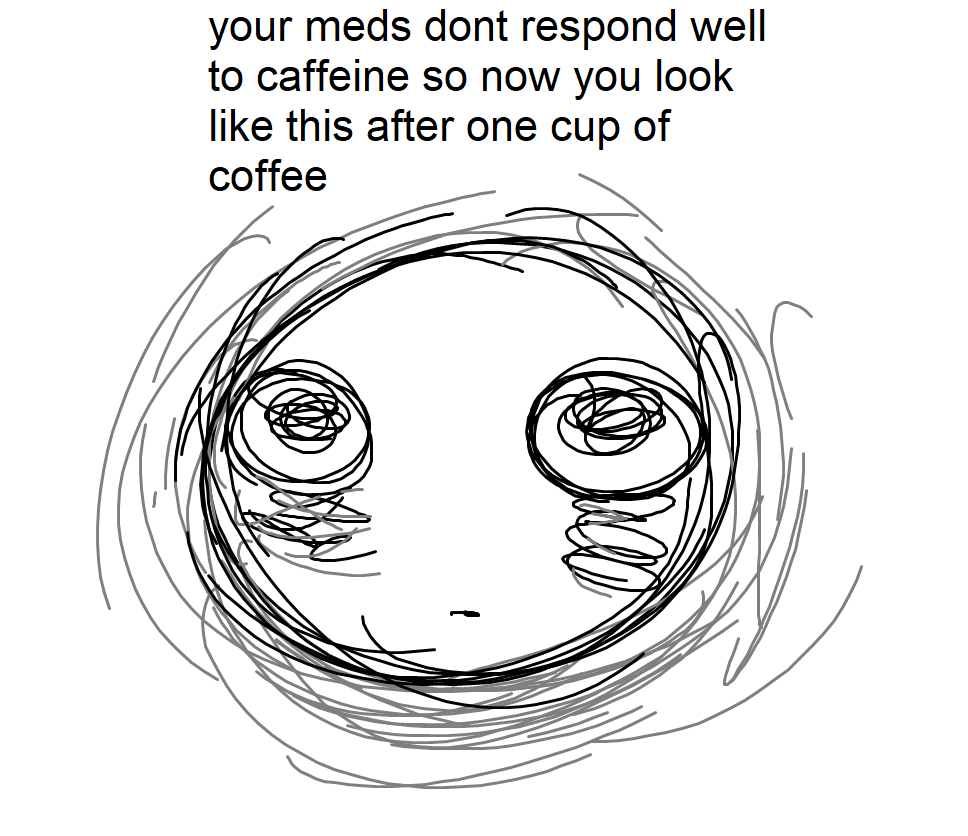 your meds dont respond well
to caffeine so now you look
like this after one cup of
coffee